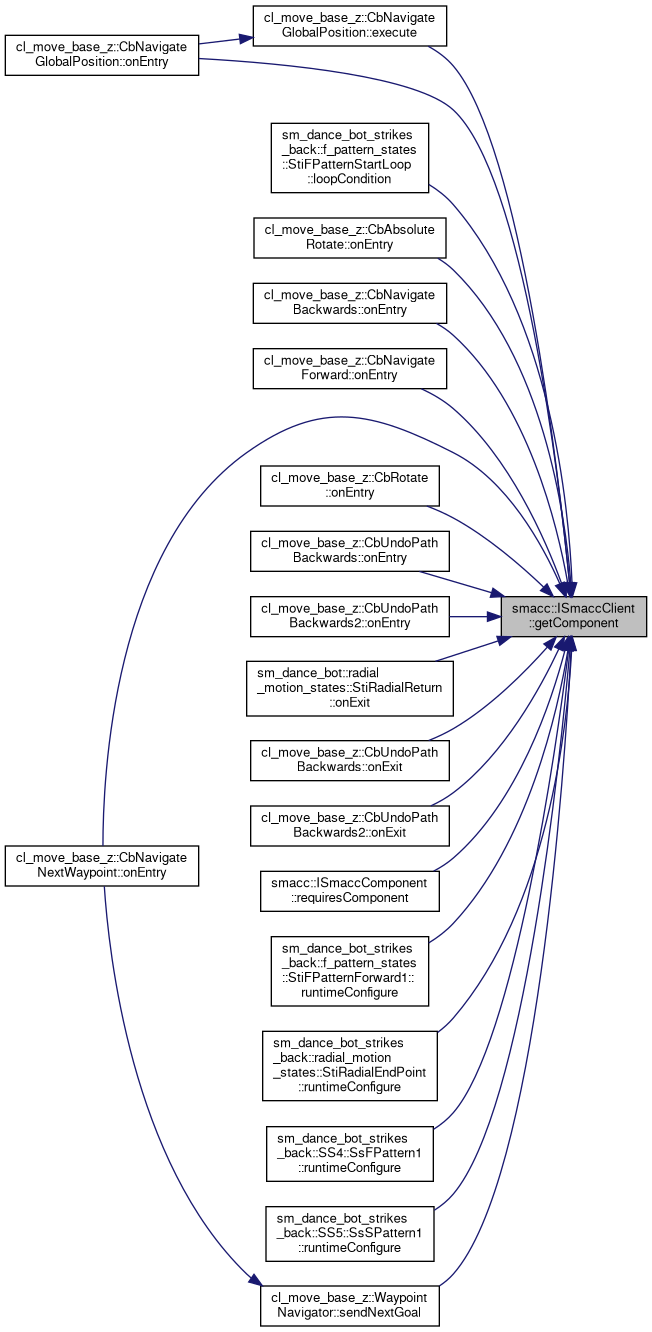 cl_move_base_z::CbNavigate
GlobalPosition::execute
cl_move_base_z::CbNavigate
GlobalPosition::onEntry
sm_dance_bot_strikes
_back::f_pattern_states
::StiFPatternStartLoop
::loopCondition
cl_move_base_z::CbAbsolute
Rotate::onEntry
cl_move_base_z::CbNavigate
Backwards::onEntry
cl_move_base_z::CbNavigate
Forward::onEntry
cl_move_base_z::CbRotate
::onEntry
cl_move_base_z::CbUndoPath
Backwards::onEntry
cl_move_base_z::CbUndoPath
Backwards2::onEntry
smacc::ISmaccClient
::getComponent
sm_dance_bot::radial
_motion_states::StiRadialReturn
::onExit
cl_move_base_z::CbUndoPath
Backwards::onExit
cl_move_base_z::CbUndoPath
Backwards2::onExit
cl_move_base_z::CbNavigate
NextWaypoint::onEntry
smacc::ISmaccComponent
::requiresComponent
sm_dance_bot_strikes
_back::f_pattern_states
::StiFPatternForward1::
runtimeConfigure
sm_dance_bot_strikes
_back::radial_motion
_states::StiRadialEndPoint
::runtimeConfigure
sm_dance_bot_strikes
_back::SS4::SsFPattern1
::runtimeConfigure
sm_dance_bot_strikes
_back::SS5::SsSPattern1
::runtimeConfigure
cl_move_base_z::Waypoint
Navigator::sendNextGoal